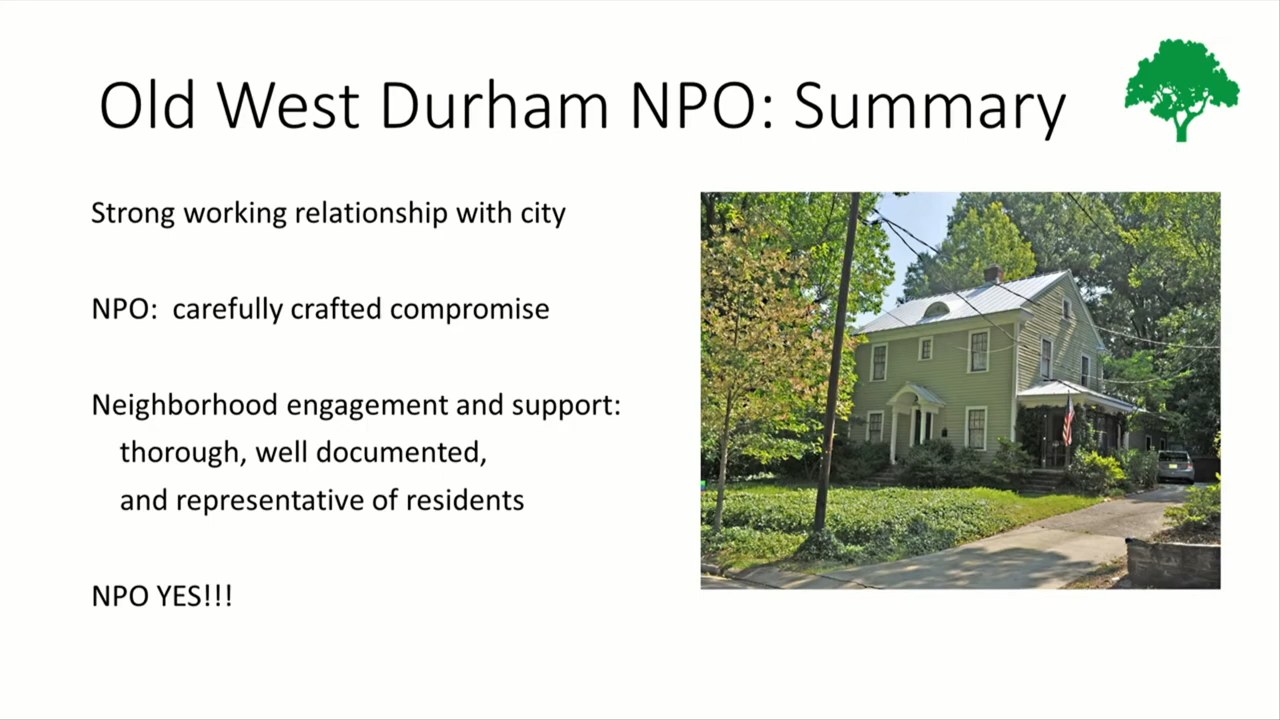 Old West Durham NPO: Summary
Strong working relationship with city
NPO:  carefully crafted compromise
Neighborhood engagement and support:
thorough, well documented,
and representative of residents
NPO YES!!!